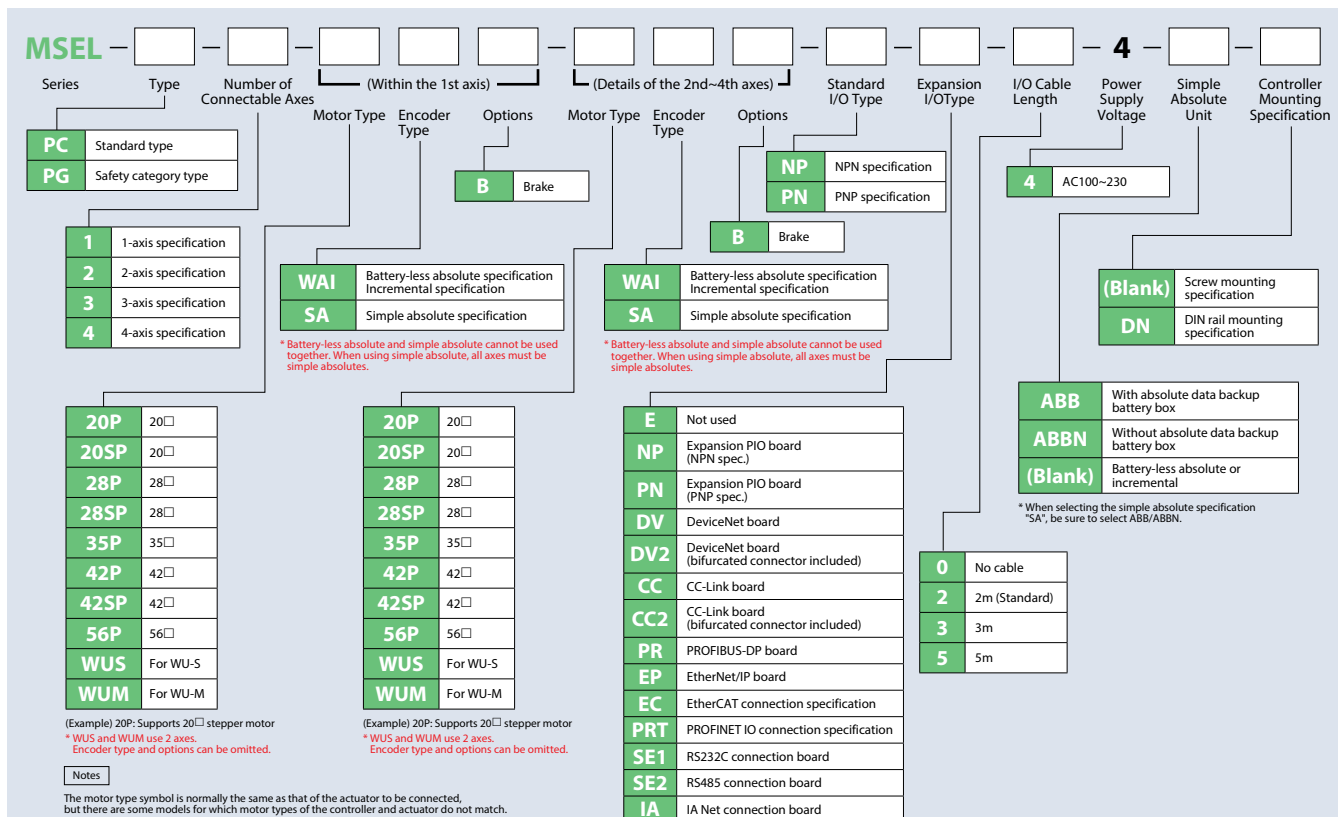 MSEL — — — — — — — — 4 — —
Series
Type
Number of
Connectable Axes
(Within the 1st axis)
Motor Type
Encoder
Type
Options
(Details of the 2nd~4th axes)
Motor Type
Encoder
Type
Options
Standard
I/O Type
Expansion
I/OType
I/O Cable
Length
Power
Supply
Voltage
Simple
Absolute
Unit
Controller
Mounting
Specification
PC Standard type
PG Safety category type
1 1-axis specification
2 2-axis specification
3 3-axis specification
4 4-axis specification
B Brake
WAI Battery-less absolute specification
Incremental specification
SA Simple absolute specification
* Battery-less absolute and simple absolute cannot be used
together. When using simple absolute, all axes must be
simple absolutes.
NP NPN specification
PN PNP specification
B Brake
WAI Battery-less absolute specification
Incremental specification
SA Simple absolute specification
* Battery-less absolute and simple absolute cannot be used
together. When using simple absolute, all axes must be
simple absolutes.
4 AC100~230
(Blank) Screw mounting
specification
DN DIN rail mounting
specification
20P 20□
20SP 20□
28P 28□
28SP 28□
35P 35□
42P 42□
42SP 42□
56P 56□
WUS For WU-S
WUM For WU-M
(Example) 20P: Supports 20□ stepper motor
* WUS and WUM use 2 axes.
Encoder type and options can be omitted.
20P 20□
20SP 20□
28P 28□
28SP 28□
35P 35□
42P 42□
42SP 42□
56P 56□
WUS For WU-S
WUM For WU-M
(Example) 20P: Supports 20□ stepper motor
* WUS and WUM use 2 axes.
Encoder type and options can be omitted.
E Not used
NP Expansion PIO board
(NPN spec.)
PN Expansion PIO board
(PNP spec.)
DV DeviceNet board
DV2 DeviceNet board
(bifurcated connector included)
CC CC-Link board
CC2 CC-Link board
(bifurcated connector included)
PR PROFIBUS-DP board
EP EtherNet/IP board
EC EtherCAT connection specification
PRT PROFINET IO connection specification
SE1 RS232C connection board
SE2 RS485 connection board
IA IA Net connection board
ABB With absolute data backup
battery box
ABBN Without absolute data backup
battery box
(Blank) Battery-less absolute or
incremental
* When selecting the simple absolute specification
"SA", be sure to select ABB/ABBN.
0 No cable
2 2m (Standard)
3 3m
5 5m
Notes
The motor type symbol is normally the same as that of the actuator to be connected,
but there are some models for which motor types of the controller and actuator do not match.